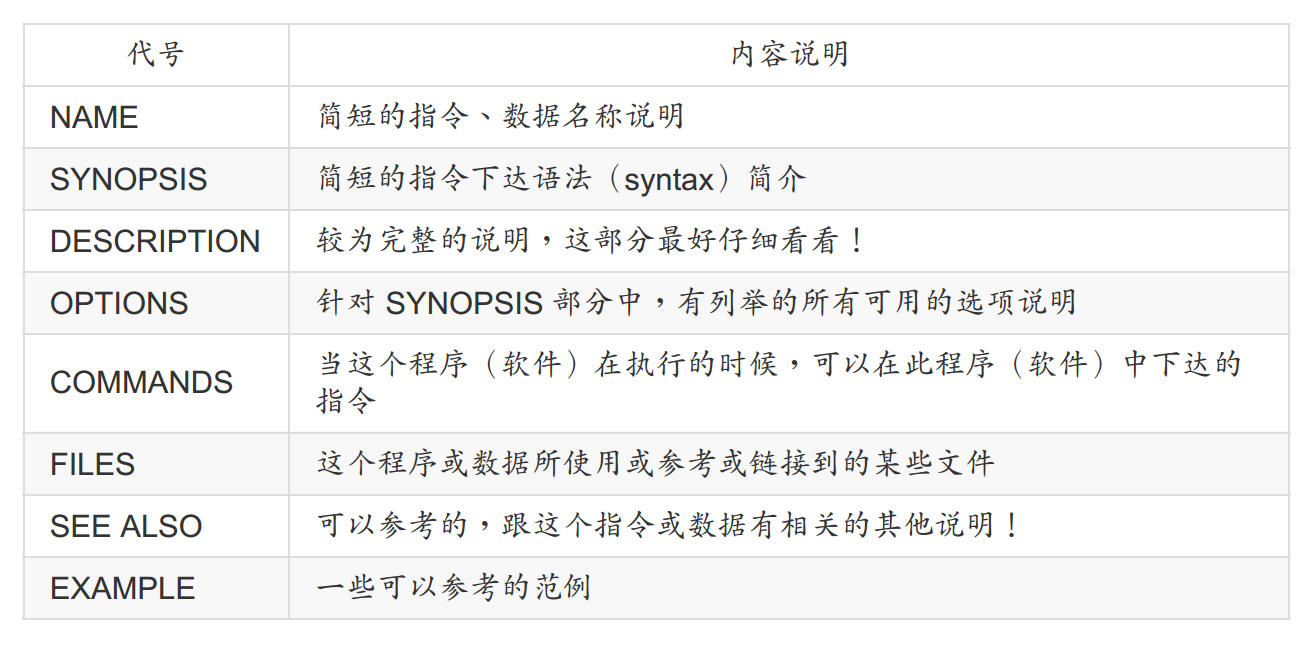 代号 内容说明
NAME 简短的指令、数据名称说明
SYNOPSIS 简短的指令下达语法（syntax）简介
DESCRIPTION 较为完整的说明，这部分最好仔细看看！
OPTIONS 针对 SYNOPSIS 部分中，有列举的所有可用的选项说明
COMMANDS 当这个程序（软件）在执行的时候，可以在此程序（软件）中下达的
指令
FILES 这个程序或数据所使用或参考或链接到的某些文件
SEE ALSO 可以参考的，跟这个指令或数据有相关的其他说明！
EXAMPLE 一些可以参考的范例